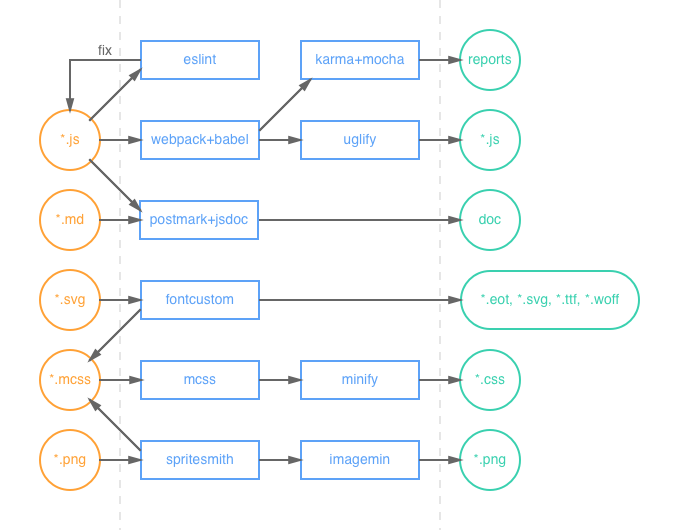 fix
eslint
karma+mocha
reports
*.js
webpack+babel
uglify
*.js
*.md
postmark+jsdoc
doc
*.svg
fontcustom
*.eot, *.svg, *.ttf, *.woff
*.mcss
mcss
minify
*.css
*.png
spritesmith
imagemin
*.png